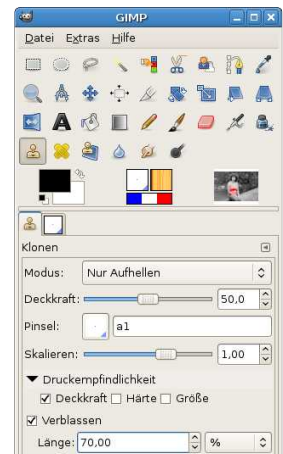 GIMP
Datei Extras Hilfe
Klonen
Modus: Nur Aufhellen
Deckkraft: 50,0
Pinsel: a1
Skalieren: 1,00
Druckempfindlichkeit
Deckkraft Härte Größe
Verblassen
Länge: 70,00 %